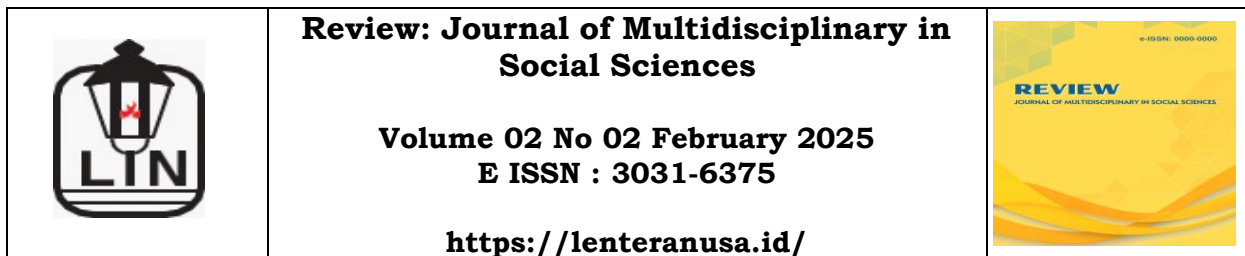 LIN
Review: Journal of Multidisciplinary in
Social Sciences
Volume 02 No 02 February 2025
E ISSN : 3031-6375
https://lenteranusa.id/
e-ISSN: 0000-0000
REVIEW
JOURNAL OF MULTIDISCIPLINARY IN SOCIAL SCIENCES